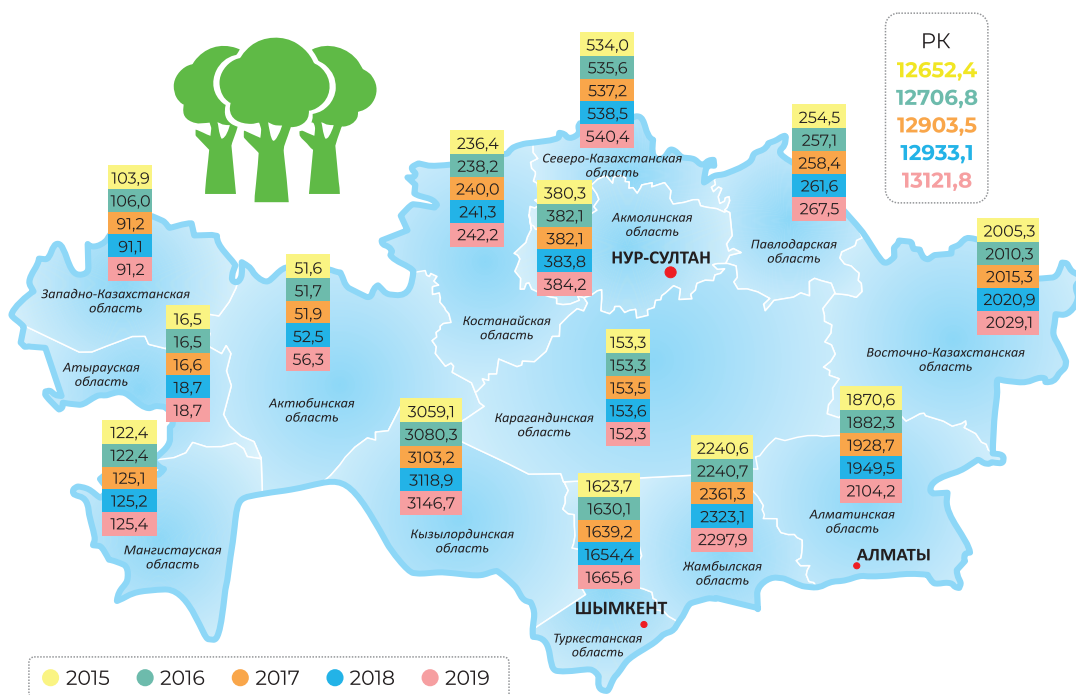 РК
12652,4
12706,8
12903,5
12933,1
13121,8
534,0
535,6
537,2
538,5
540,4
Северо-Казахстанская
область
254,5
257,1
258,4
261,6
267,5
Павлодарская
область
236,4
238,2
240,0
241,3
242,2
Костанайская
область
380,3
382,1
382,1
383,8
384,2
Акмолинская
область
НУР-СУЛТАН
103,9
106,0
91,2
91,1
91,2
Западно-Казахстанская
область
2005,3
2010,3
2015,3
2020,9
2029,1
Восточно-Казахстанская
область
51,6
51,7
51,9
52,5
56,3
Актюбинская
область
16,5
16,5
16,6
18,7
18,7
Атырауская
область
153,3
153,3
153,5
153,6
152,3
Карагандинская
область
122,4
122,4
125,1
125,2
125,4
Мангистауская
область
3059,1
3080,3
3103,2
3118,9
3146,7
Кызылординская
область
1870,6
1882,3
1928,7
1949,5
2104,2
Алматинская
область
АЛМАТЫ
2240,6
2240,7
2361,3
2323,1
2297,9
Жамбылская
область
1623,7
1630,1
1639,2
1654,4
1665,6
ШЫМКЕНТ
Туркестанская
область
2015 2016 2017 2018 2019